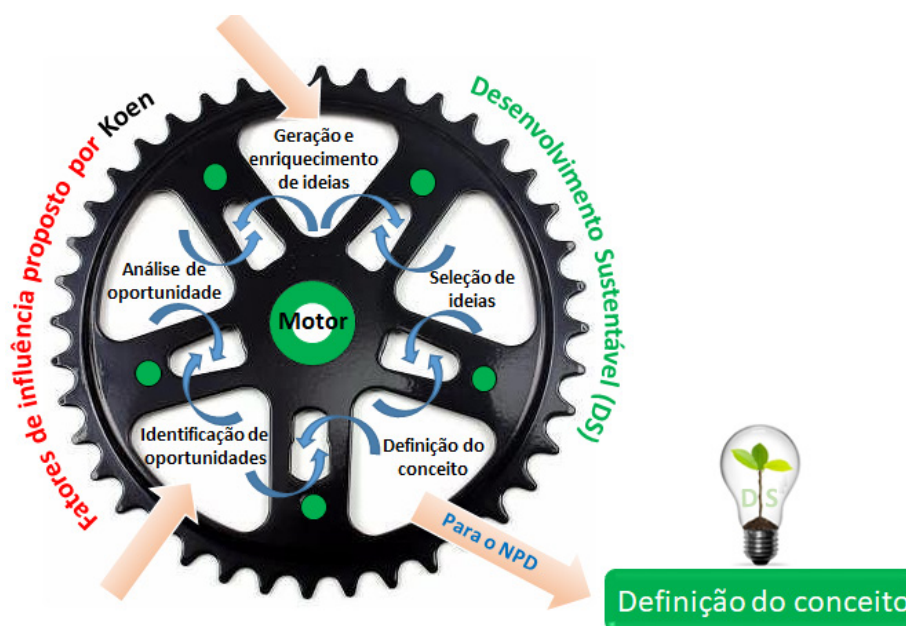 Fatores de influência proposto por Koen
Desenvolvimento Sustentável (DS)
Geração e
enriquecimento
de ideias
Análise de
oportunidade
Seleção de
ideias
Motor
Identificação de
oportunidades
Definição do
conceito
Para o NPD
DS
Definição do conceito